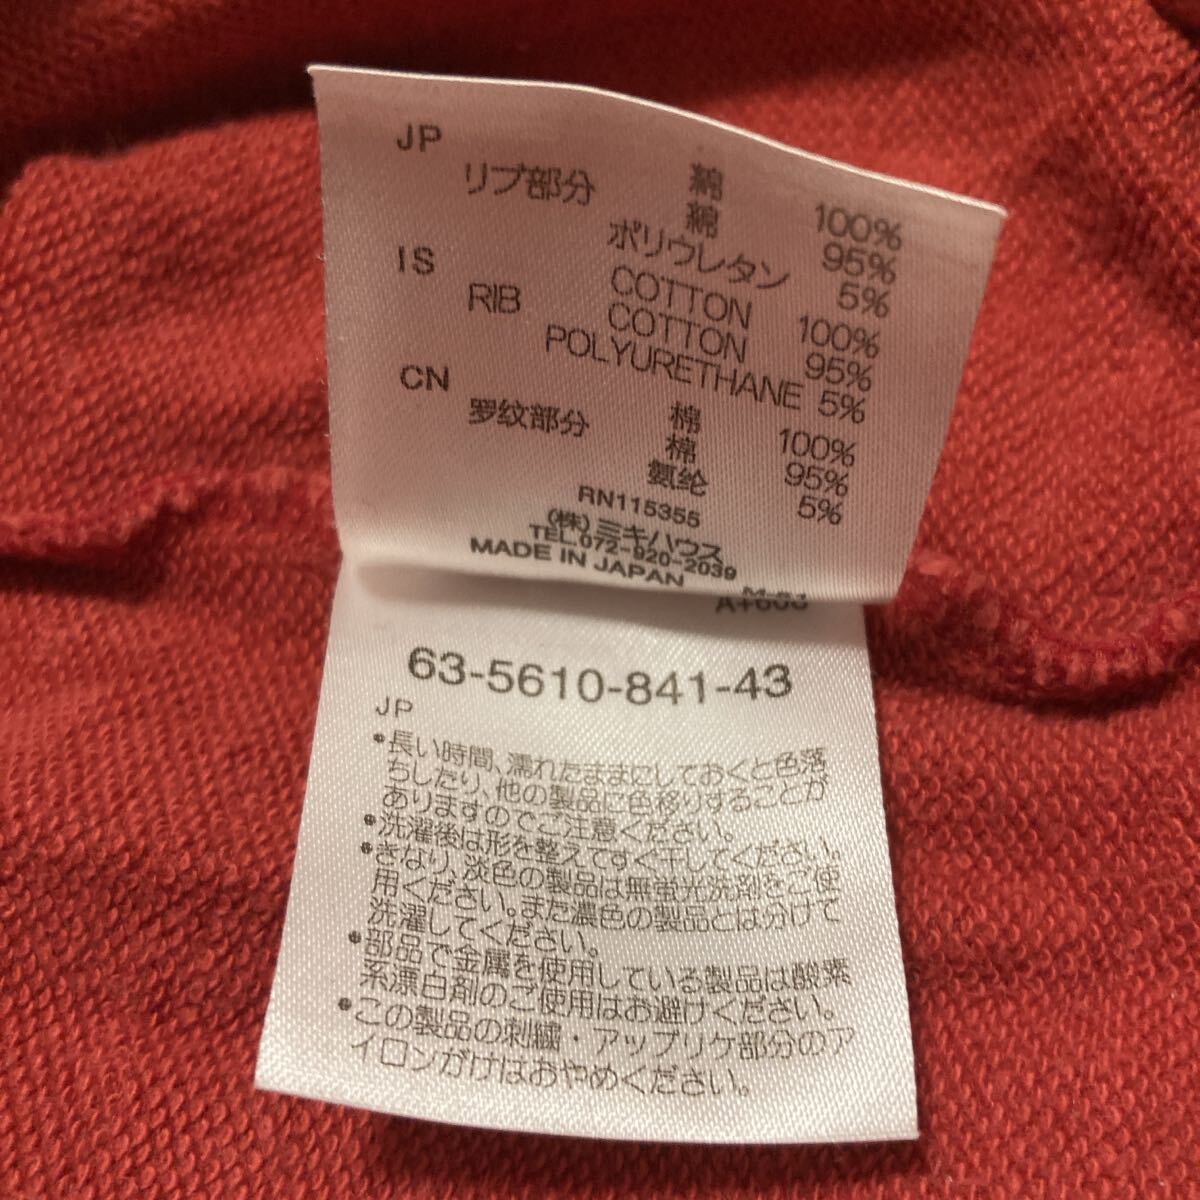 JP 綿 100%
リブ部分 綿 95%
ポリウレタン 5%
IS COTTON 100%
RIB COTTON 95%
POLYURETHANE 5%
CN 棉 100%
罗纹部分 棉 95%
氨纶 5%
RN115355
(株)ミキハウス
TEL.072-920-2039
MADE IN JAPAN
63-5610-841-43
JP
•長い時間、濡れたままにしておくと色落
ちしたり、他の製品に色移りすることが
ありますのでご注意ください。
•洗濯後は形を整えてすぐ干してください。
•きなり、淡色の製品は無蛍光洗剤をご使
用ください。また濃色の製品とは分けて
洗濯してください。
•部品で金属を使用している製品は酸素
系漂白剤のご使用はお避けください。
•この製品の刺繍・アップリケ部分のア
イロンがけはおやめください。